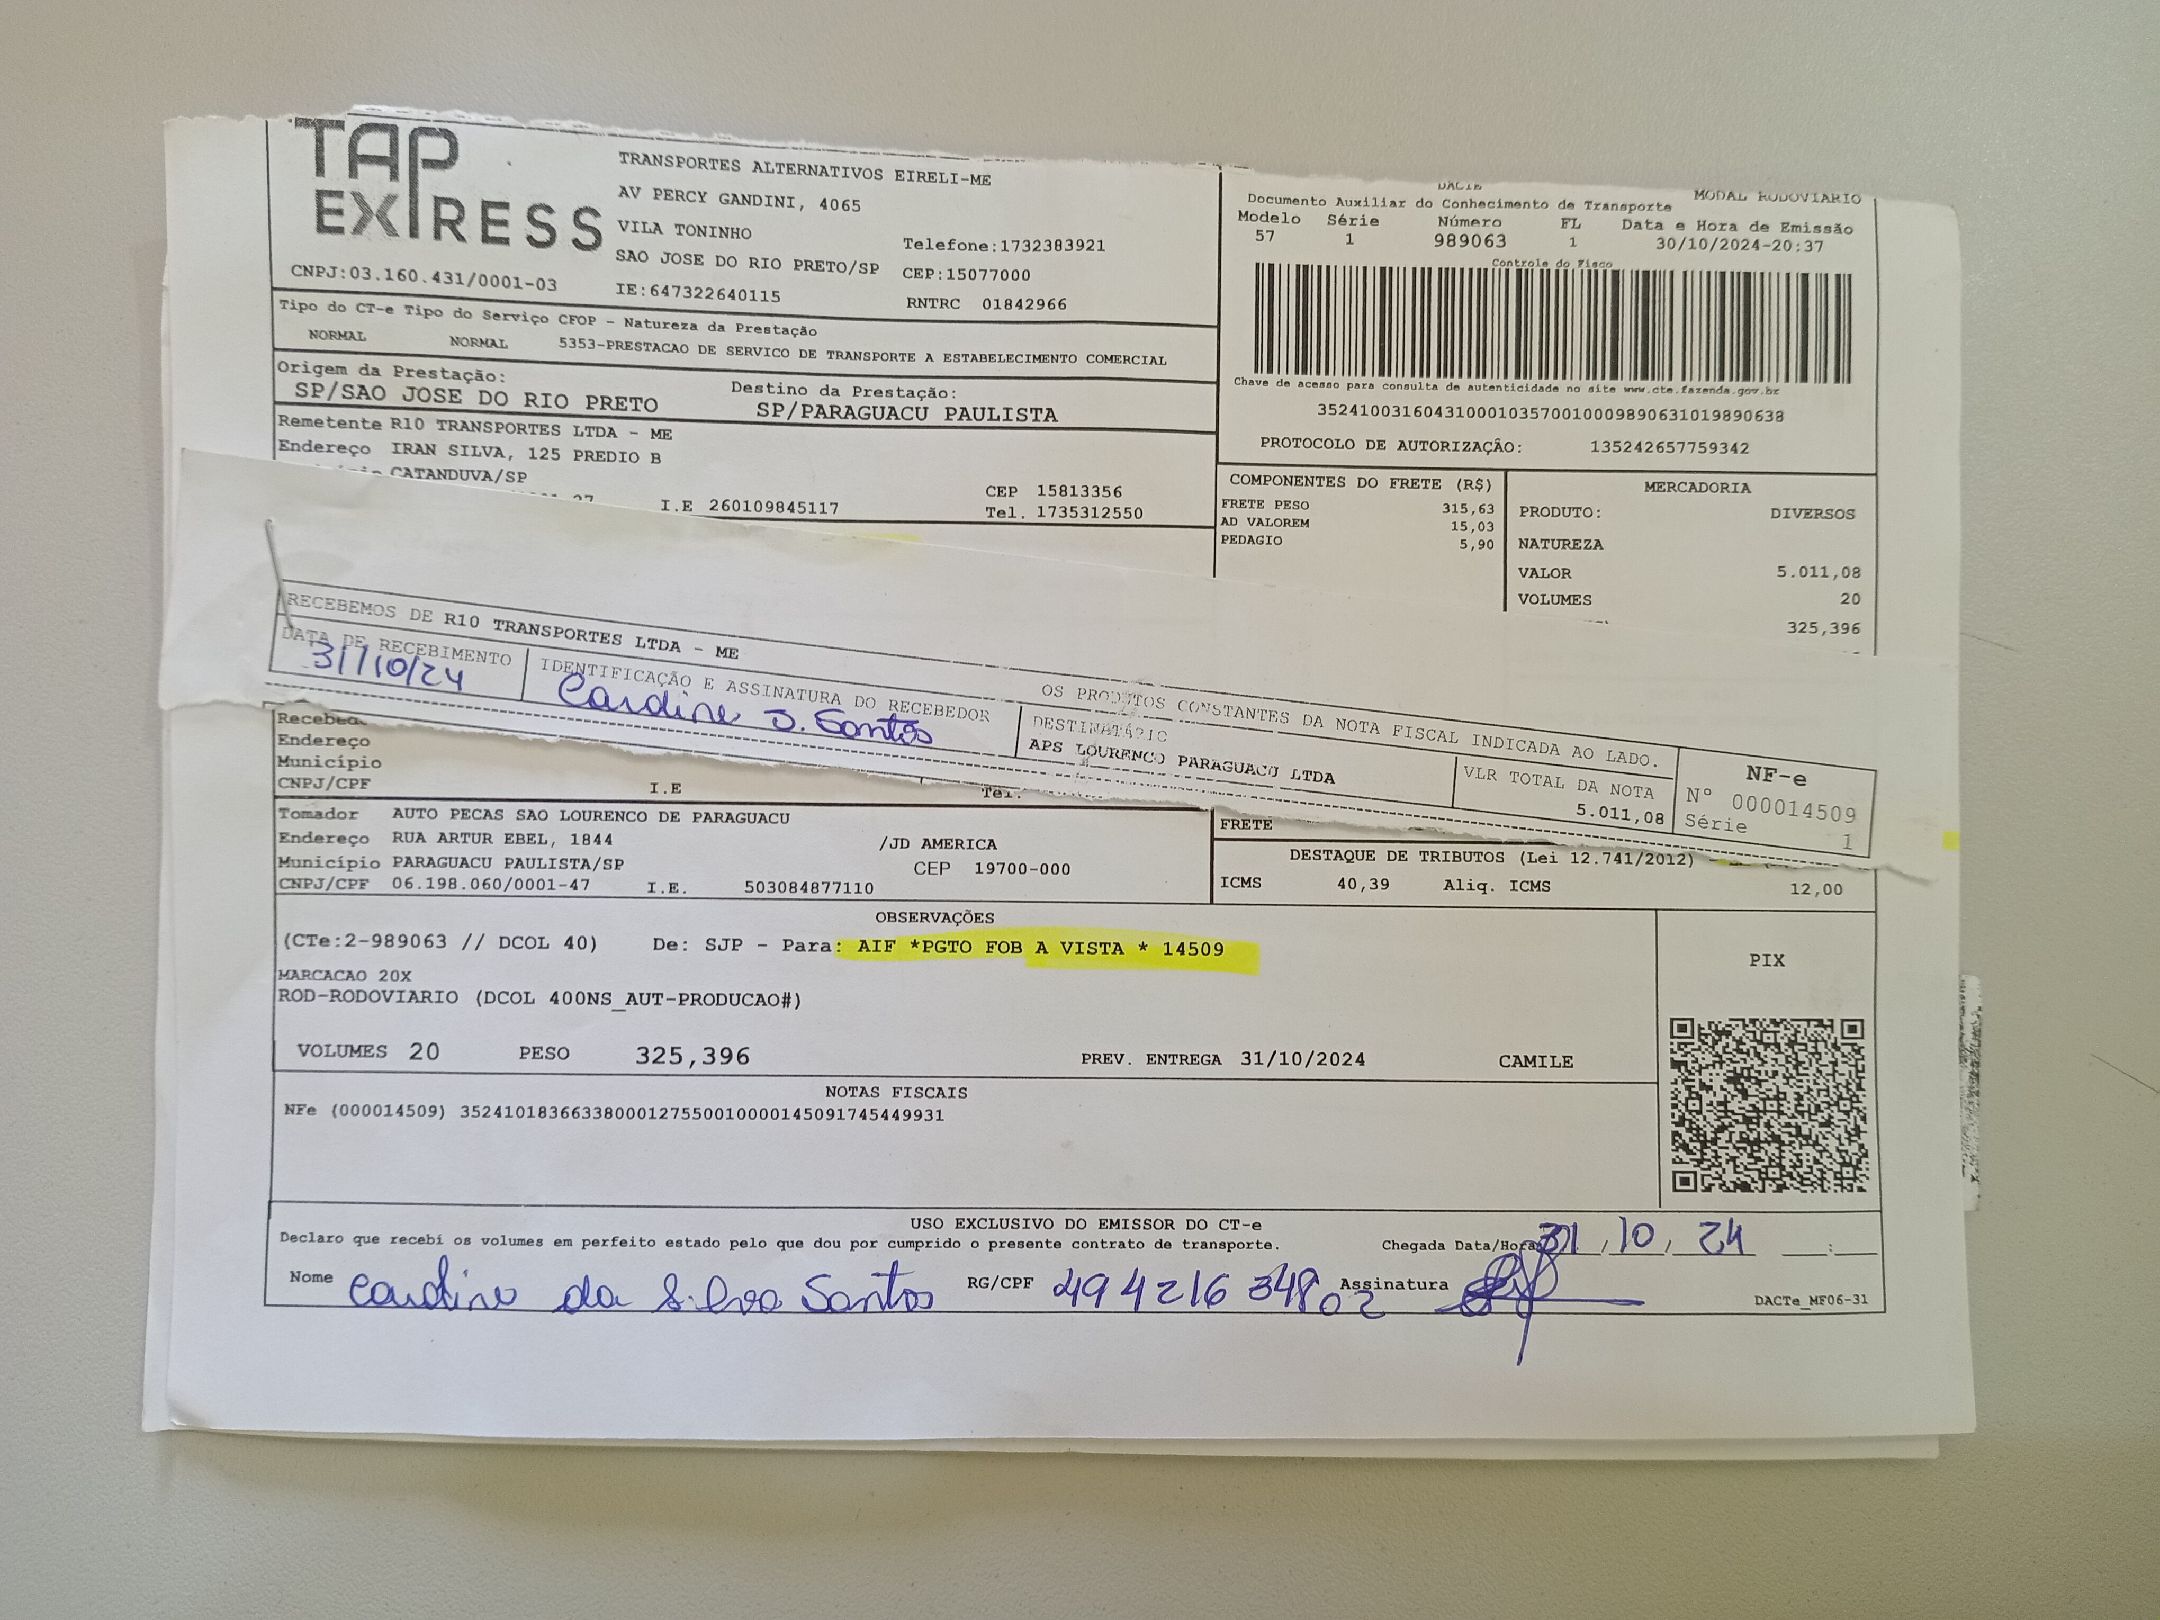 TAP
EXPRESS
CNPJ:03.160.431/0001-03
TRANSPORTES ALTERNATIVOS EIRELI-ME
AV PERCY GANDINI, 4065
VILA TONINHO
SAO JOSE DO RIO PRETO/SP
IE:647322640115
Telefone:1732383921
CEP:15077000
RNTRC 01842966
DACTE
MODAL RODOVIARIO
Documento Auxiliar do Conhecimento de Transporte
Modelo Série Número FL Data e Hora de Emissão
57 1 989063 1 30/10/2024-20:37
Controle do Fisco
Chave de acesso para consulta de autenticidade no site www.cte.fazenda.gov.br
35241003160431000103570010009890631019890638
PROTOCOLO DE AUTORIZAÇÃO: 135242657759342
Tipo do CT-e Tipo do Serviço CFOP - Natureza da Prestação
NORMAL NORMAL 5353-PRESTACAO DE SERVICO DE TRANSPORTE A ESTABELECIMENTO COMERCIAL
Origem da Prestação: Destino da Prestação:
SP/SAO JOSE DO RIO PRETO SP/PARAGUACU PAULISTA
Remetente R10 TRANSPORTES LTDA - ME
Endereço IRAN SILVA, 125 PREDIO B
CATANDUVA/SP CEP 15813356
I.E 260109845117 Tel. 1735312550
COMPONENTES DO FRETE (R$)
FRETE PESO 315,63
AD VALOREM 15,03
PEDAGIO 5,90
MERCADORIA
PRODUTO: DIVERSOS
NATUREZA
VALOR 5.011,08
VOLUMES 20
325,396
RECEBEMOS DE R10 TRANSPORTES LTDA - ME OS PRODUTOS CONSTANTES DA NOTA FISCAL INDICADA AO LADO.
DATA DE RECEBIMENTO
31/10/24
IDENTIFICAÇÃO E ASSINATURA DO RECEBEDOR
DESTINATÁRIO
APS LOURENCO PARAGUACU LTDA
VLR TOTAL DA NOTA
5.011,08
NF-e
Nº 000014509
Série 1
Endereço
Município
CNPJ/CPF I.E Tel.
Tomador AUTO PECAS SAO LOURENCO DE PARAGUACU
Endereço RUA ARTUR EBEL, 1844 /JD AMERICA
Município PARAGUACU PAULISTA/SP CEP 19700-000
CNPJ/CPF 06.198.060/0001-47 I.E. 503084877110
FRETE
DESTAQUE DE TRIBUTOS (Lei 12.741/2012)
ICMS 40,39 Aliq. ICMS 12,00
OBSERVAÇÕES
(CTe:2-989063 // DCOL 40) De: SJP - Para: AIF *PGTO FOB A VISTA * 14509
MARCACAO 20X
ROD-RODOVIARIO (DCOL 400NS_AUT-PRODUCAO#)
VOLUMES 20 PESO 325,396 PREV. ENTREGA 31/10/2024 CAMILE
PIX
NOTAS FISCAIS
NFe (000014509) 35241018366338000127550010000145091745449931
USO EXCLUSIVO DO EMISSOR DO CT-e
Declaro que recebi os volumes em perfeito estado pelo que dou por cumprido o presente contrato de transporte. Chegada Data/Hora 31/10/24 __:__
Nome da Silva Santos RG/CPF 49421634802 Assinatura
DACTe_MF06-31